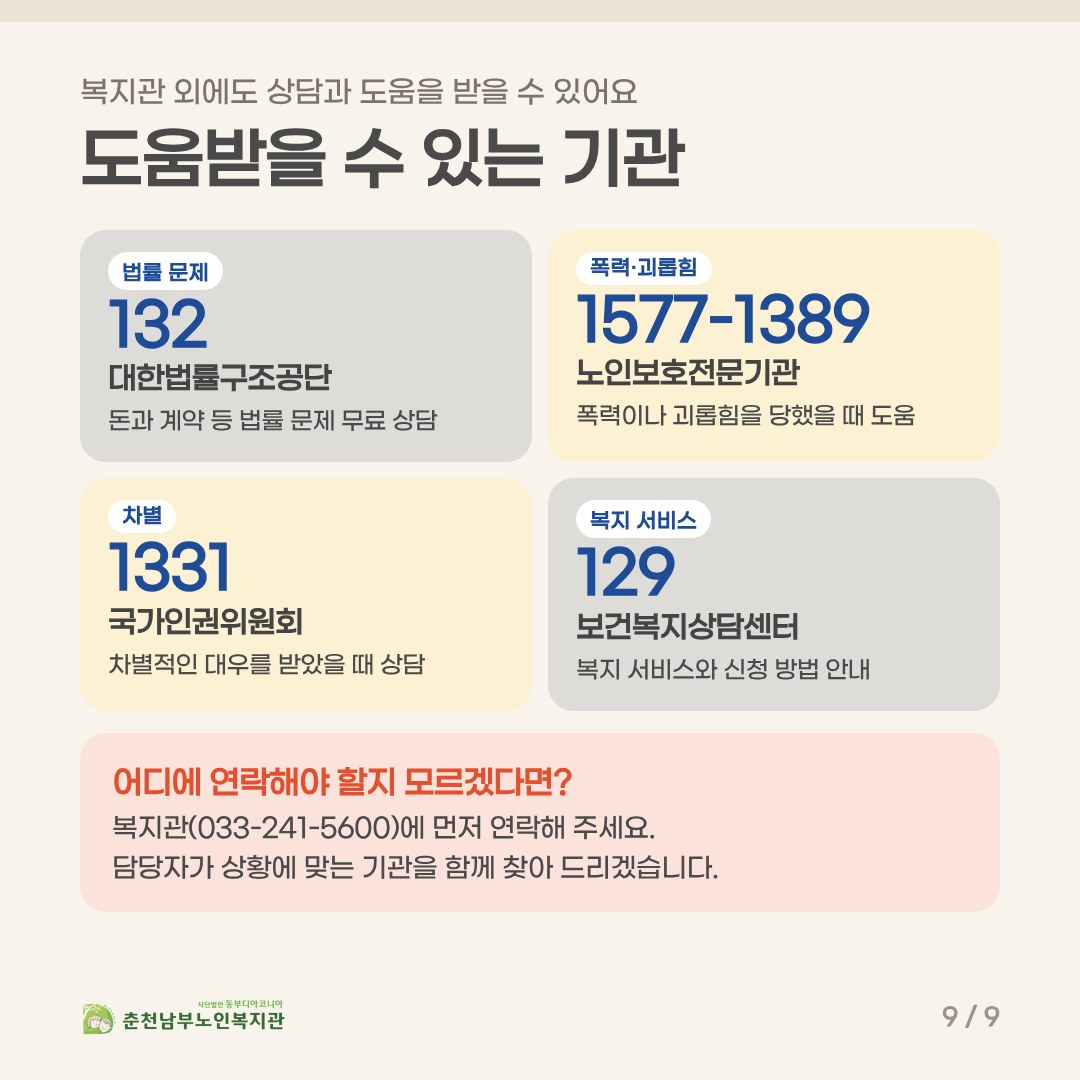 복지관 외에도 상담과 도움을 받을 수 있어요
도움받을 수 있는 기관
법률 문제
132
대한법률구조공단
돈과 계약 등 법률 문제 무료 상담
폭력·괴롭힘
1577-1389
노인보호전문기관
폭력이나 괴롭힘을 당했을 때 도움
차별
1331
국가인권위원회
차별적인 대우를 받았을 때 상담
복지 서비스
129
보건복지상담센터
복지 서비스와 신청 방법 안내
어디에 연락해야 할지 모르겠다면?
복지관(033-241-5600)에 먼저 연락해 주세요.
담당자가 상황에 맞는 기관을 함께 찾아 드리겠습니다.
사단법인 동부디아코니아
춘천남부노인복지관
9 / 9